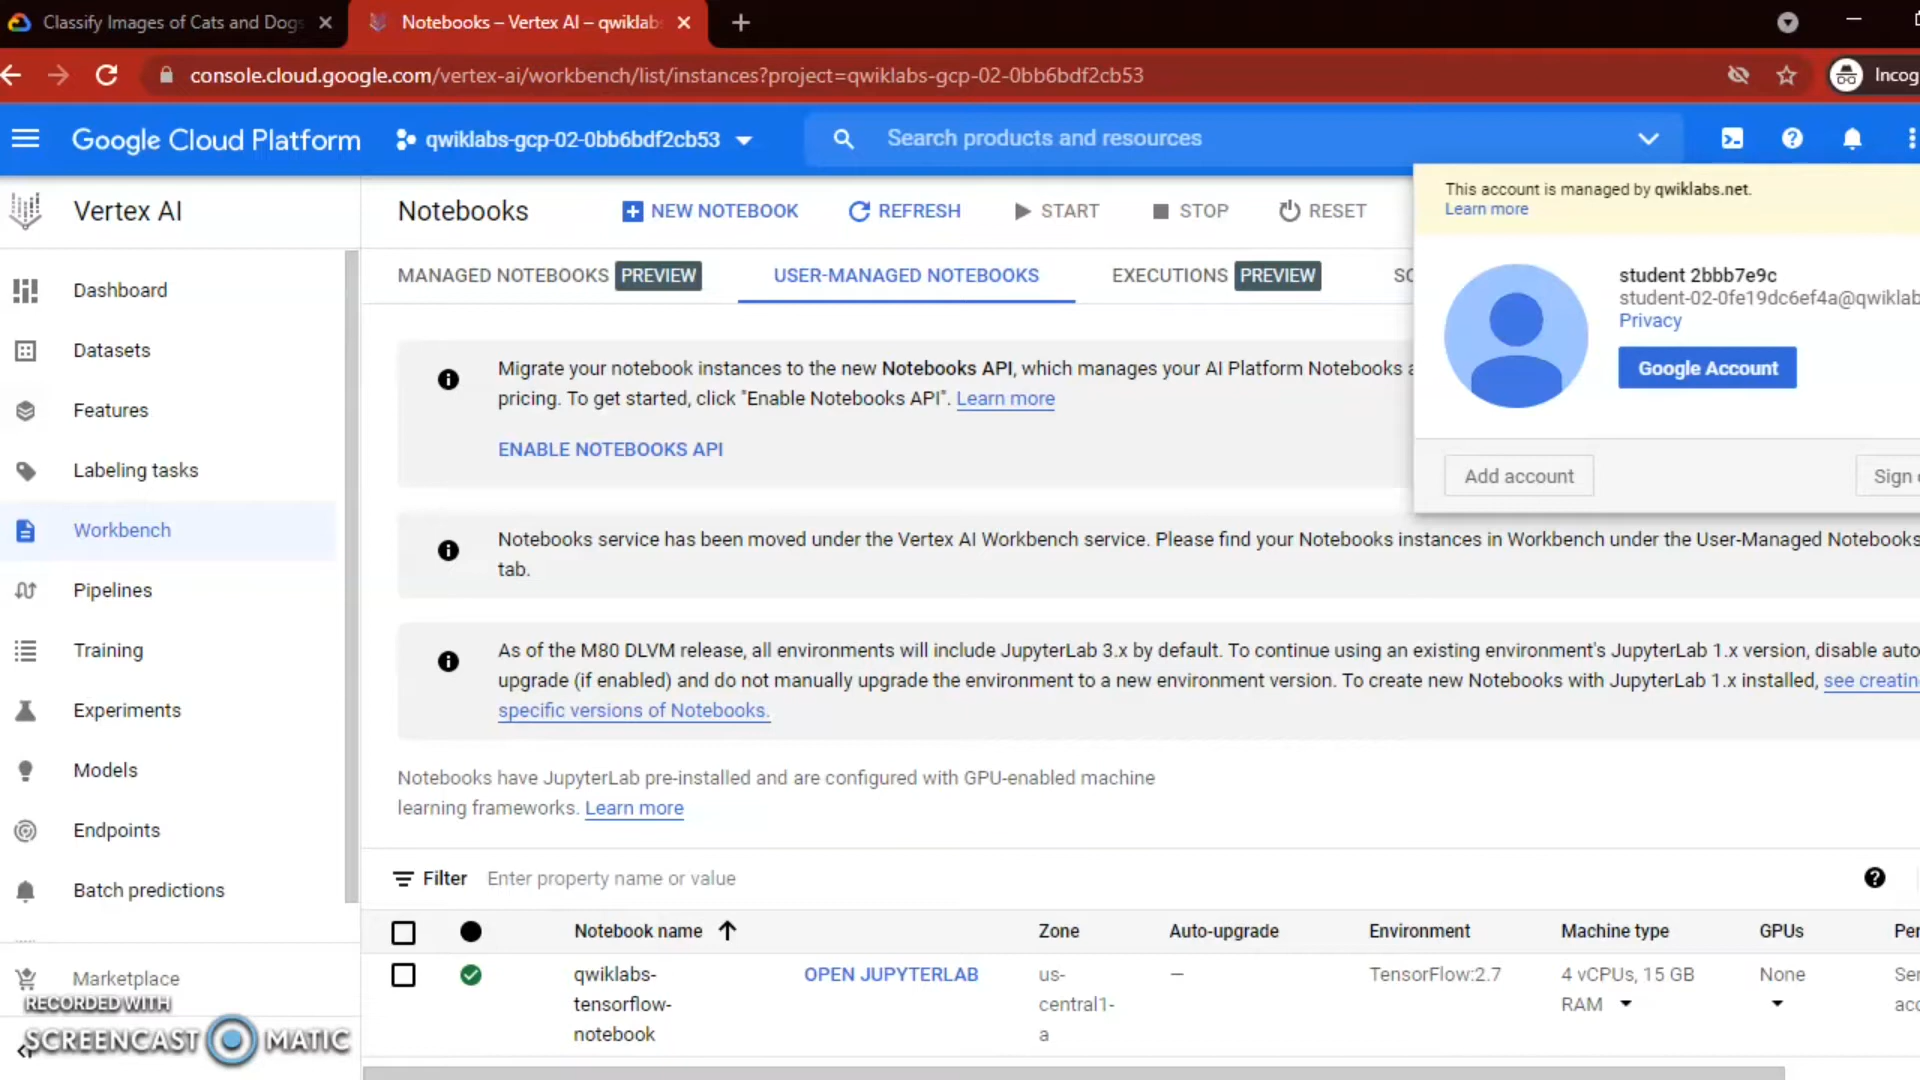 Classify Images of Cats and Dogs
Notebooks – Vertex AI – qwiklab
console.cloud.google.com/vertex-ai/workbench/list/instances?project=qwiklabs-gcp-02-0bb6bdf2cb53
Incog
Google Cloud Platform
qwiklabs-gcp-02-0bb6bdf2cb53
Search products and resources
Vertex AI
Notebooks
NEW NOTEBOOK
REFRESH
START
STOP
RESET
This account is managed by qwiklabs.net.
Learn more
MANAGED NOTEBOOKS PREVIEW
USER-MANAGED NOTEBOOKS
EXECUTIONS PREVIEW
SC
student 2bbb7e9c
student-02-0fe19dc6ef4a@qwiklab
Privacy
Google Account
Add account
Sign
Dashboard
Datasets
Features
Labeling tasks
Workbench
Pipelines
Training
Experiments
Models
Endpoints
Batch predictions
Marketplace
Migrate your notebook instances to the new Notebooks API, which manages your AI Platform Notebooks a
pricing. To get started, click "Enable Notebooks API". Learn more
ENABLE NOTEBOOKS API
Notebooks service has been moved under the Vertex AI Workbench service. Please find your Notebooks instances in Workbench under the User-Managed Notebooks
tab.
As of the M80 DLVM release, all environments will include JupyterLab 3.x by default. To continue using an existing environment's JupyterLab 1.x version, disable auto
upgrade (if enabled) and do not manually upgrade the environment to a new environment version. To create new Notebooks with JupyterLab 1.x installed, see creatin
specific versions of Notebooks.
Notebooks have JupyterLab pre-installed and are configured with GPU-enabled machine
learning frameworks. Learn more
Filter Enter property name or value
Notebook name
Zone
Auto-upgrade
Environment
Machine type
GPUs
Per
qwiklabs-
tensorflow-
notebook
OPEN JUPYTERLAB
us-
central1-
a
—
TensorFlow:2.7
4 vCPUs, 15 GB
RAM
None
Ser
acc
RECORDED WITH
SCREENCAST MATIC